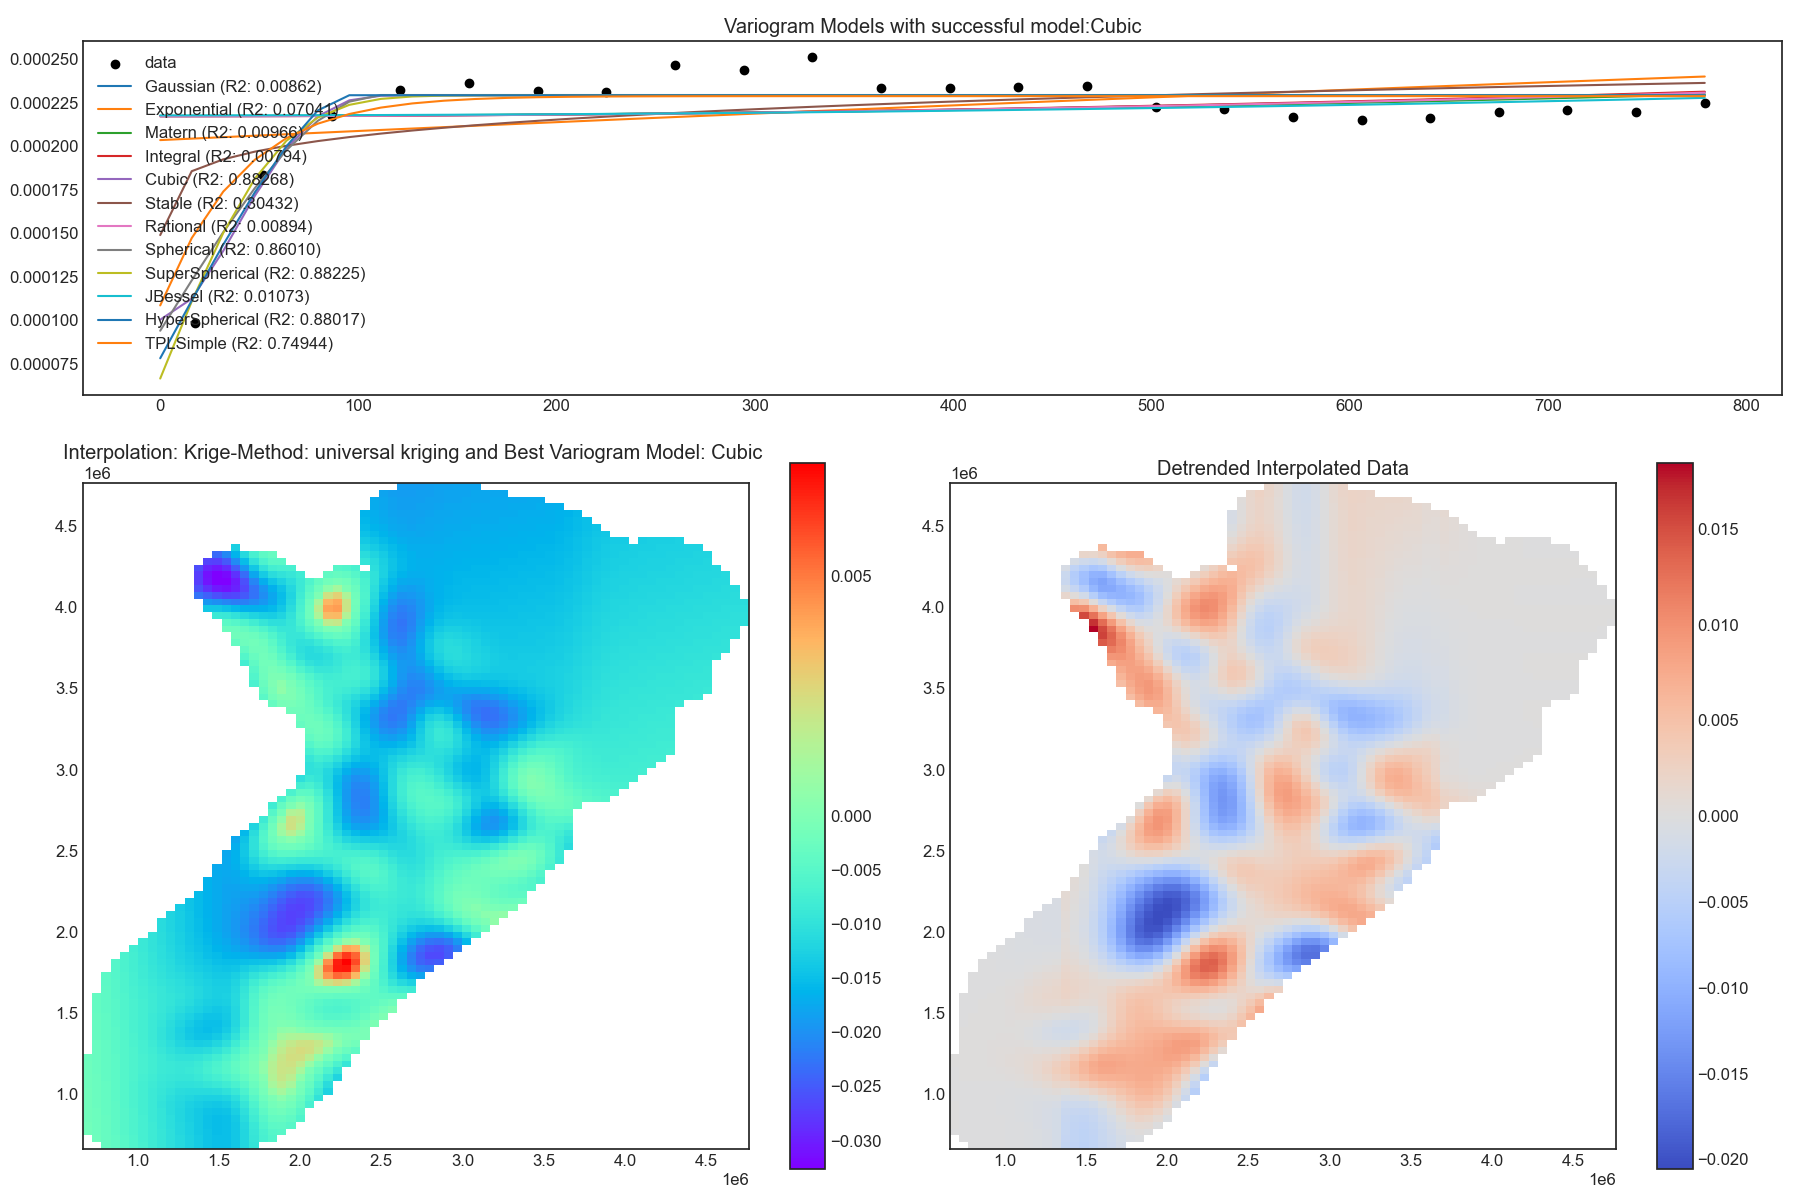 Variogram Models with successful model:Cubic
0.000250
0.000225
0.000200
0.000175
0.000150
0.000125
0.000100
0.000075
data
Gaussian (R2: 0.00862)
Exponential (R2: 0.07041)
Matern (R2: 0.00966)
Integral (R2: 0.00794)
Cubic (R2: 0.88268)
Stable (R2: 0.30432)
Rational (R2: 0.00894)
Spherical (R2: 0.86010)
SuperSpherical (R2: 0.88225)
JBessel (R2: 0.01073)
HyperSpherical (R2: 0.88017)
TPLSimple (R2: 0.74944)
0 100 200 300 400 500 600 700 800
Interpolation: Krige-Method: universal kriging and Best Variogram Model: Cubic
1e6
4.5
4.0
3.5
3.0
2.5
2.0
1.5
1.0
1.0 1.5 2.0 2.5 3.0 3.5 4.0 4.5
1e6
0.005
0.000
−0.005
−0.010
−0.015
−0.020
−0.025
−0.030
Detrended Interpolated Data
1e6
4.5
4.0
3.5
3.0
2.5
2.0
1.5
1.0
1.0 1.5 2.0 2.5 3.0 3.5 4.0 4.5
1e6
0.015
0.010
0.005
0.000
−0.005
−0.010
−0.015
−0.020